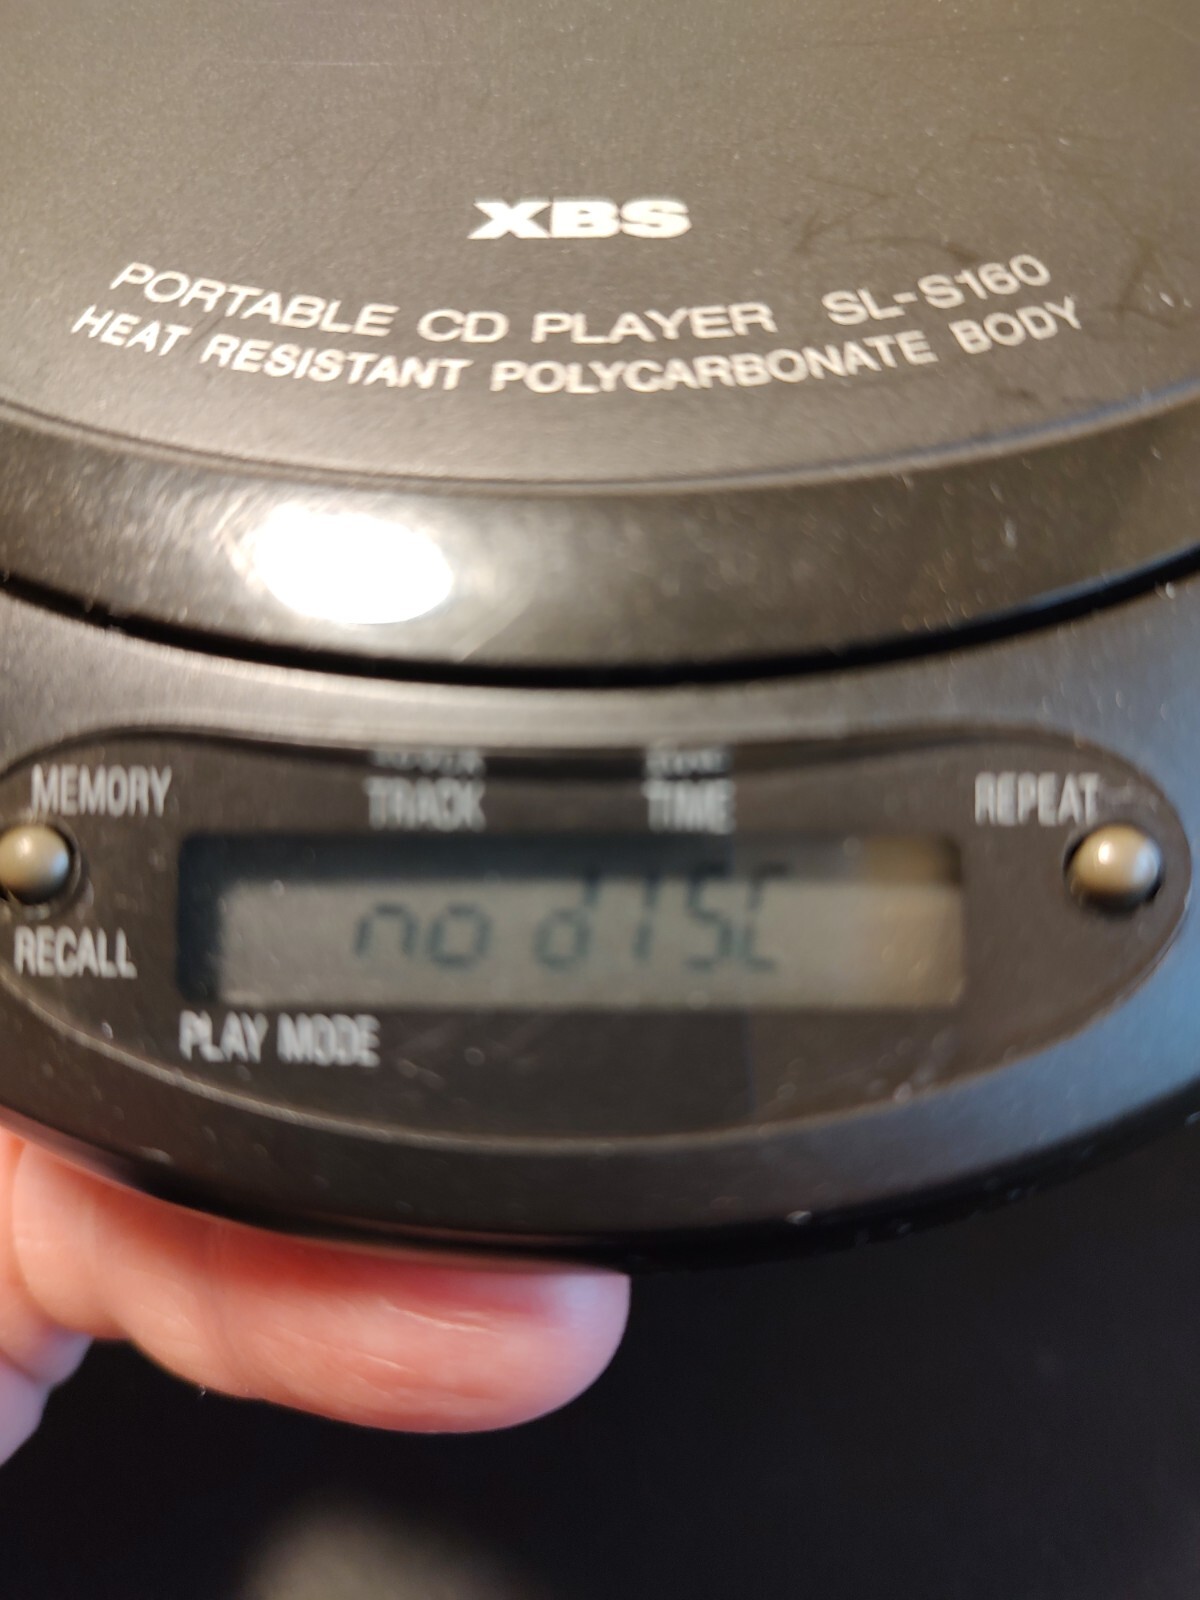 XBS
PORTABLE CD PLAYER SL-S160
HEAT RESISTANT POLYCARBONATE BODY
MEMORY
TRACK
TIME
REPEAT
no dISC
RECALL
PLAY MODE